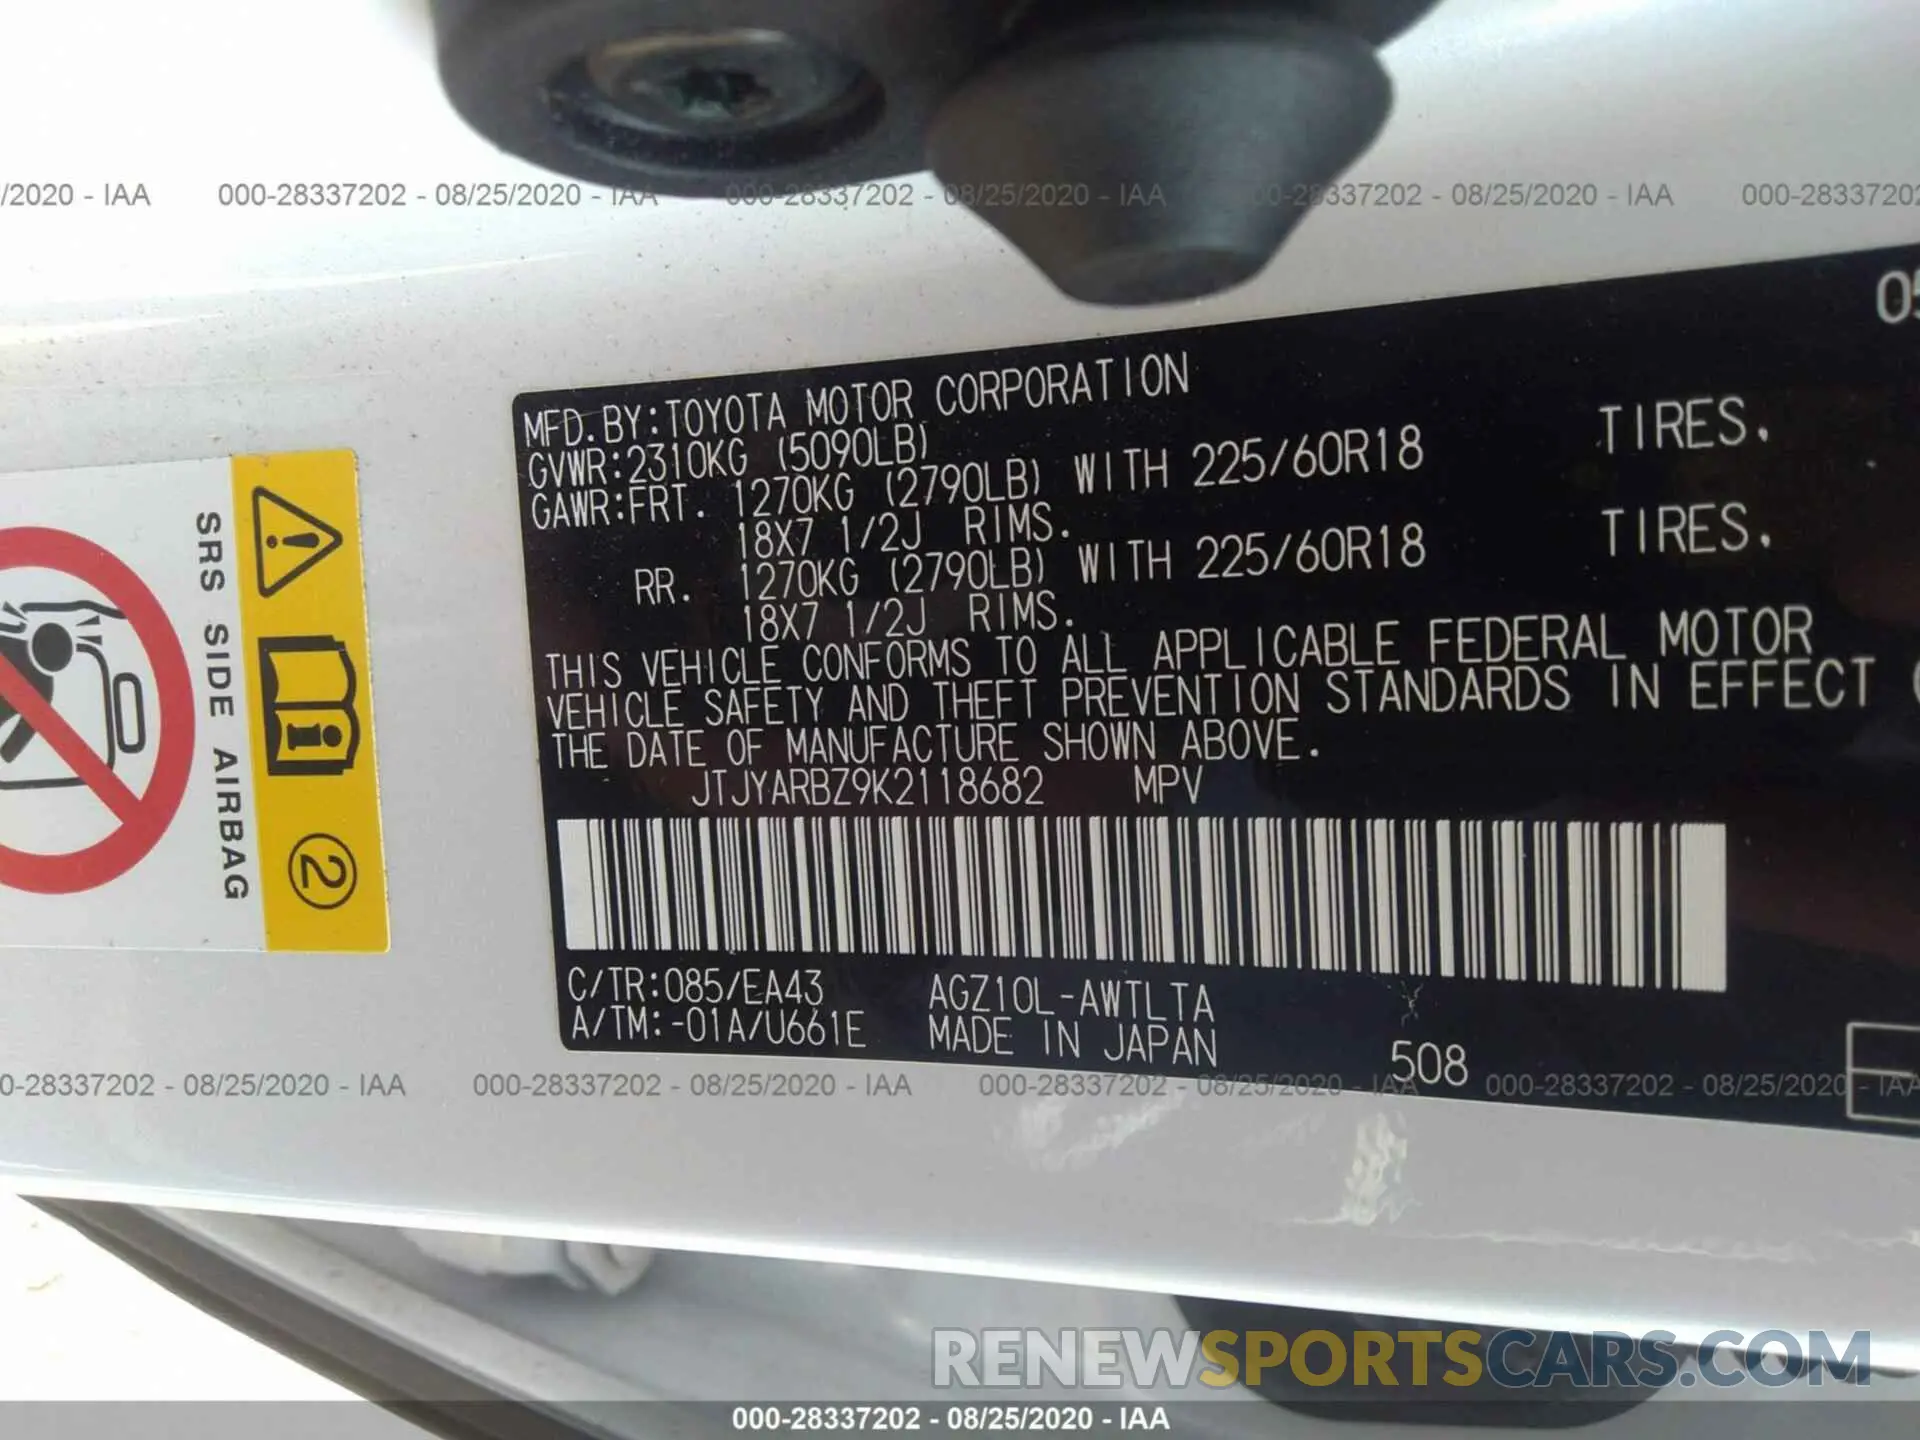 /2020 - IAA 000-28337202 - 08/25/2020 - IAA 000-28337202 - 08/25/2020 - IAA 000-28337202 - 08/25/2020 - IAA 000-28337202
05
MFD. BY: TOYOTA MOTOR CORPORATION
GVWR: 2310KG (5090LB)
GAWR: FRT. 1270KG (2790LB) WITH 225/60R18 TIRES.
18X7 1/2J RIMS.
RR. 1270KG (2790LB) WITH 225/60R18 TIRES.
18X7 1/2J RIMS.
THIS VEHICLE CONFORMS TO ALL APPLICABLE FEDERAL MOTOR
VEHICLE SAFETY AND THEFT PREVENTION STANDARDS IN EFFECT
THE DATE OF MANUFACTURE SHOWN ABOVE.
JTJYARBZ9K2118682 MPV
C/TR: 085/EA43 AGZ10L-AWTLTA
A/TM: -01A/U661E MADE IN JAPAN 508
SRS SIDE AIRBAG
2
0-28337202 - 08/25/2020 - IAA 000-28337202 - 08/25/2020 - IAA 000-28337202 - 08/25/2020 - IAA 000-28337202 - 08/25/2020 - IAA
RENEWSPORTSCARS.COM
000-28337202 - 08/25/2020 - IAA